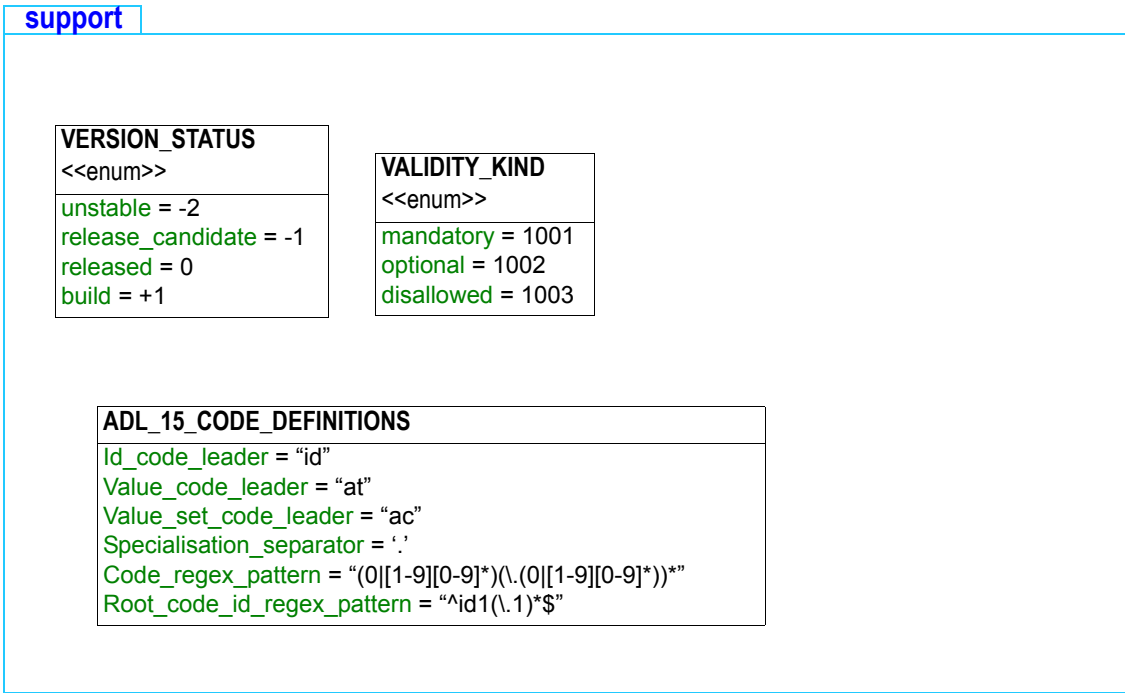 support
VERSION_STATUS
<<enum>>
unstable = -2
release_candidate = -1
released = 0
build = +1
VALIDITY_KIND
<<enum>>
mandatory = 1001
optional = 1002
disallowed = 1003
ADL_15_CODE_DEFINITIONS
Id_code_leader = “id”
Value_code_leader = “at”
Value_set_code_leader = “ac”
Specialisation_separator = ‘.’
Code_regex_pattern = “(0|[1-9][0-9]*)(\.(0|[1-9][0-9]*))*”
Root_code_id_regex_pattern = “^id1(\.1)*$”